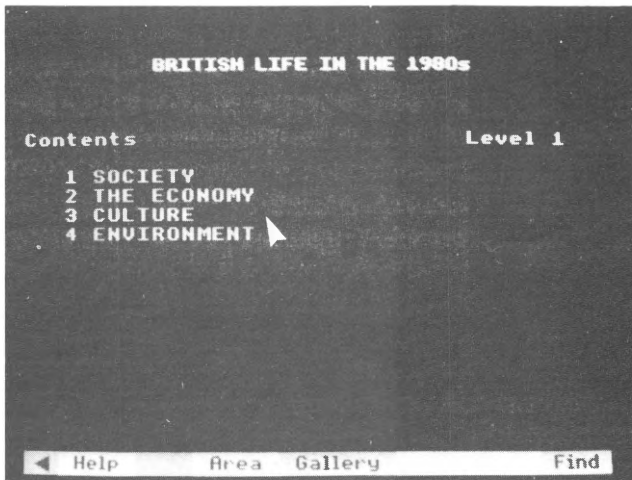 BRITISH LIFE IN THE 1980s
Contents Level 1
1 SOCIETY
2 THE ECONOMY
3 CULTURE
4 ENVIRONMENT
Help Area Gallery Find